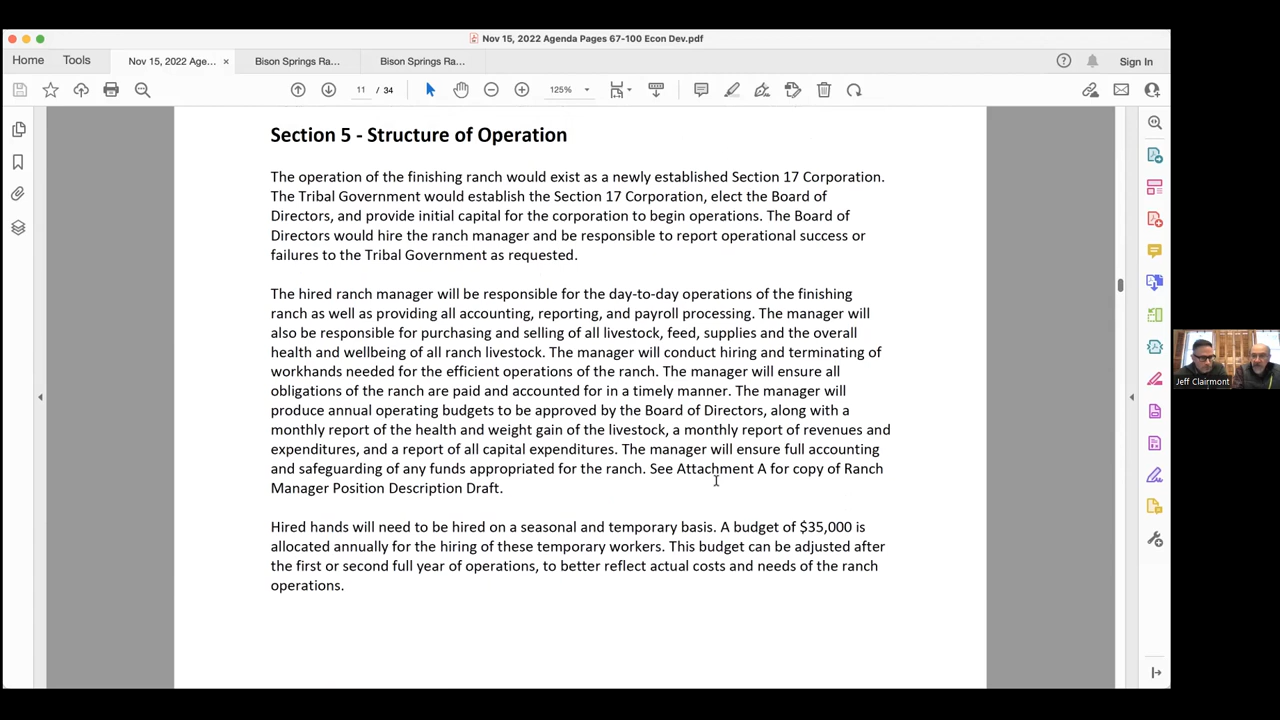 Nov 15, 2022 Agenda Pages 67-100 Econ Dev.pdf
Home
Tools
Nov 15, 2022 Age... ×
Bison Springs Ra...
Bison Springs Ra...
Sign In
11 / 34
125%
Section 5 - Structure of Operation
The operation of the finishing ranch would exist as a newly established Section 17 Corporation.
The Tribal Government would establish the Section 17 Corporation, elect the Board of
Directors, and provide initial capital for the corporation to begin operations. The Board of
Directors would hire the ranch manager and be responsible to report operational success or
failures to the Tribal Government as requested.
The hired ranch manager will be responsible for the day-to-day operations of the finishing
ranch as well as providing all accounting, reporting, and payroll processing. The manager will
also be responsible for purchasing and selling of all livestock, feed, supplies and the overall
health and wellbeing of all ranch livestock. The manager will conduct hiring and terminating of
workhands needed for the efficient operations of the ranch. The manager will ensure all
obligations of the ranch are paid and accounted for in a timely manner. The manager will
produce annual operating budgets to be approved by the Board of Directors, along with a
monthly report of the health and weight gain of the livestock, a monthly report of revenues and
expenditures, and a report of all capital expenditures. The manager will ensure full accounting
and safeguarding of any funds appropriated for the ranch. See Attachment A for copy of Ranch
Manager Position Description Draft.
Hired hands will need to be hired on a seasonal and temporary basis. A budget of $35,000 is
allocated annually for the hiring of these temporary workers. This budget can be adjusted after
the first or second full year of operations, to better reflect actual costs and needs of the ranch
operations.
Jeff Clairmont